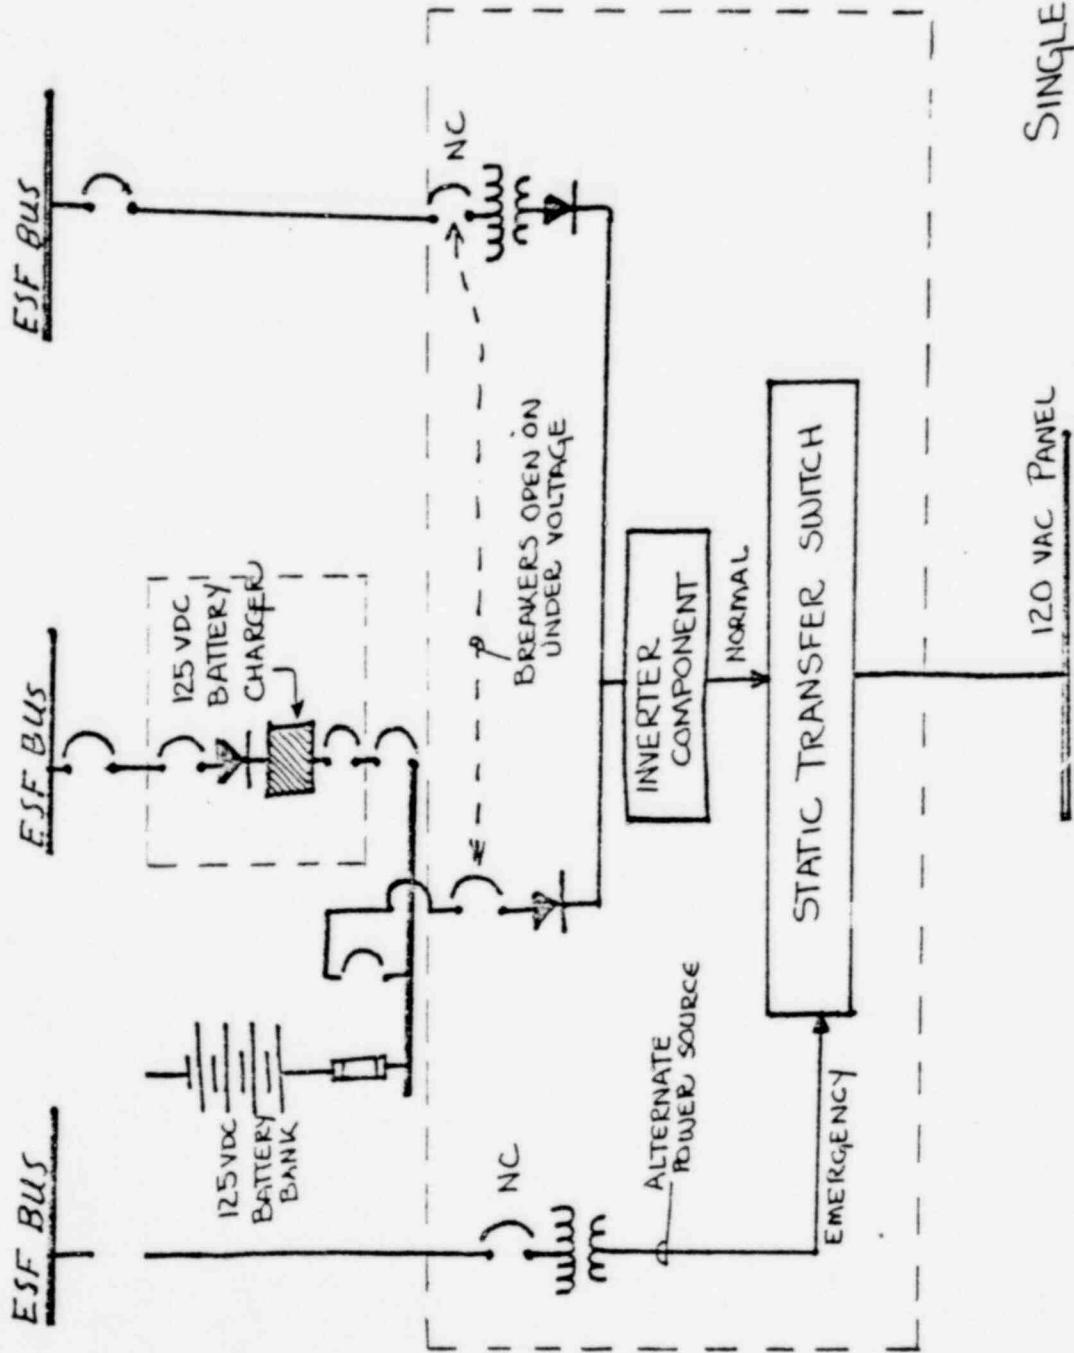 ESF BUS
ESF BUS
ESF BUS
125 VDC
BATTERY
CHARGER
125 VDC
BATTERY
BANK
NC
NC
BREAKERS OPEN ON
UNDER VOLTAGE
ALTERNATE
POWER SOURCE
INVERTER
COMPONENT
NORMAL
EMERGENCY
STATIC TRANSFER SWITCH
120 VAC PANEL
SINGLE